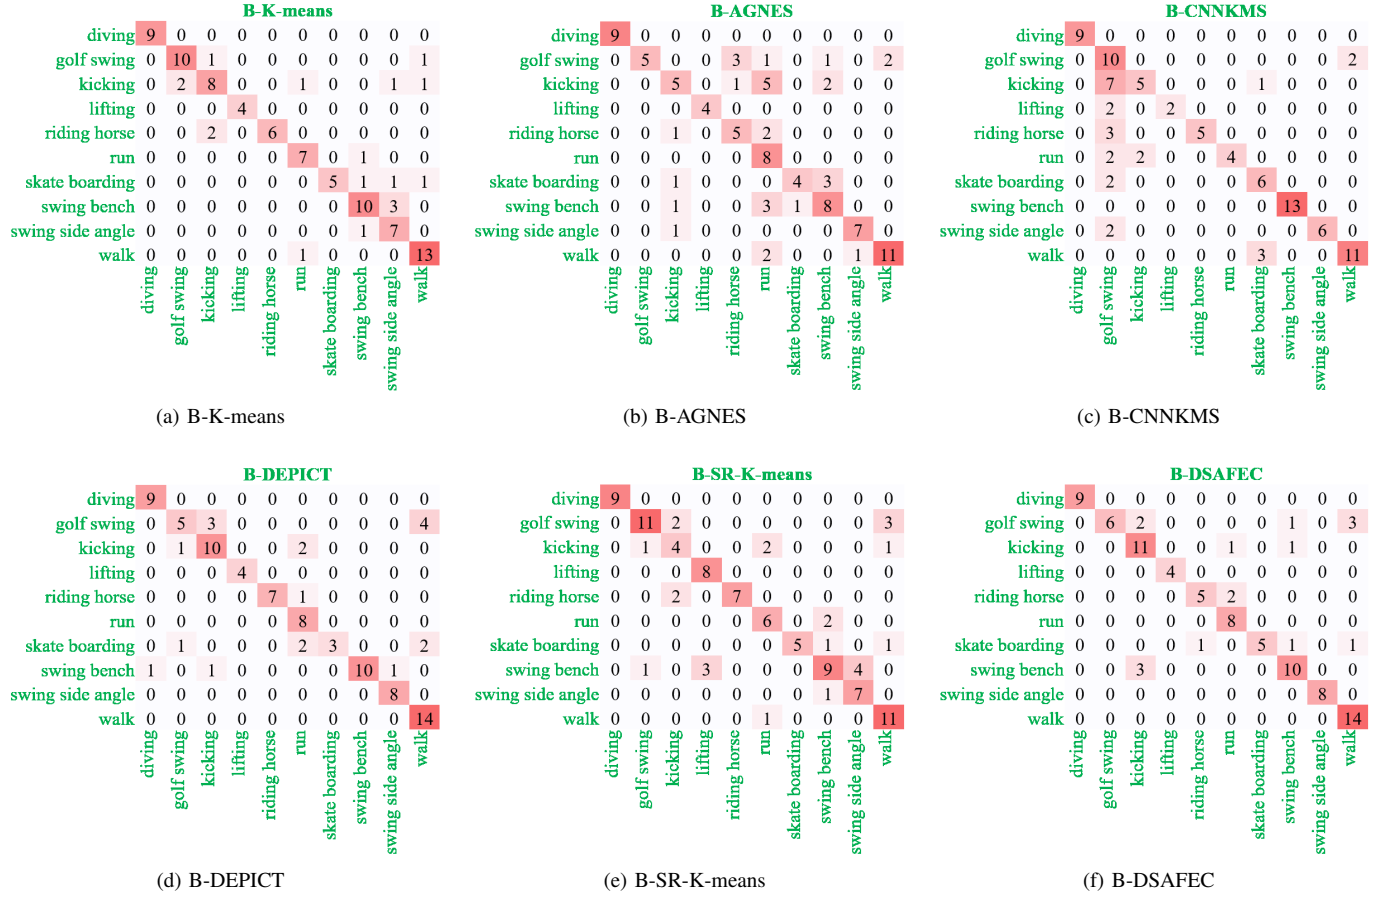 B-K-means
diving 9 0 0 0 0 0 0 0 0 0
golf swing 0 10 1 0 0 0 0 0 0 1
kicking 0 2 8 0 0 1 0 0 1 1
lifting 0 0 0 4 0 0 0 0 0 0
riding horse 0 0 2 0 6 0 0 0 0 0
run 0 0 0 0 0 7 0 1 0 0
skate boarding 0 0 0 0 0 0 5 1 1 1
swing bench 0 0 0 0 0 0 0 10 3 0
swing side angle 0 0 0 0 0 0 0 1 7 0
walk 0 0 0 0 0 1 0 0 0 13
diving
golf swing
kicking
lifting
riding horse
run
skate boarding
swing bench
swing side angle
walk
(a) B-K-means
B-AGNES
diving 9 0 0 0 0 0 0 0 0 0
golf swing 0 5 0 0 3 1 0 1 0 2
kicking 0 0 5 0 1 5 0 2 0 0
lifting 0 0 0 4 0 0 0 0 0 0
riding horse 0 0 1 0 5 2 0 0 0 0
run 0 0 0 0 0 8 0 0 0 0
skate boarding 0 0 1 0 0 0 4 3 0 0
swing bench 0 0 1 0 0 3 1 8 0 0
swing side angle 0 0 1 0 0 0 0 0 7 0
walk 0 0 0 0 0 2 0 0 1 11
diving
golf swing
kicking
lifting
riding horse
run
skate boarding
swing bench
swing side angle
walk
(b) B-AGNES
B-CNNKMS
diving 9 0 0 0 0 0 0 0 0 0
golf swing 0 10 0 0 0 0 0 0 0 2
kicking 0 7 5 0 0 0 1 0 0 0
lifting 0 2 0 2 0 0 0 0 0 0
riding horse 0 3 0 0 5 0 0 0 0 0
run 0 2 2 0 0 4 0 0 0 0
skate boarding 0 2 0 0 0 0 6 0 0 0
swing bench 0 0 0 0 0 0 0 13 0 0
swing side angle 0 2 0 0 0 0 0 0 6 0
walk 0 0 0 0 0 0 3 0 0 11
diving
golf swing
kicking
lifting
riding horse
run
skate boarding
swing bench
swing side angle
walk
(c) B-CNNKMS
B-DEPICT
diving 9 0 0 0 0 0 0 0 0 0
golf swing 0 5 3 0 0 0 0 0 0 4
kicking 0 1 10 0 0 2 0 0 0 0
lifting 0 0 0 4 0 0 0 0 0 0
riding horse 0 0 0 0 7 1 0 0 0 0
run 0 0 0 0 0 8 0 0 0 0
skate boarding 0 1 0 0 0 2 3 0 0 2
swing bench 1 0 1 0 0 0 0 10 1 0
swing side angle 0 0 0 0 0 0 0 0 8 0
walk 0 0 0 0 0 0 0 0 0 14
diving
golf swing
kicking
lifting
riding horse
run
skate boarding
swing bench
swing side angle
walk
(d) B-DEPICT
B-SR-K-means
diving 9 0 0 0 0 0 0 0 0 0
golf swing 0 11 2 0 0 0 0 0 0 3
kicking 0 1 4 0 0 2 0 0 0 1
lifting 0 0 0 8 0 0 0 0 0 0
riding horse 0 0 2 0 7 0 0 0 0 0
run 0 0 0 0 0 6 0 2 0 0
skate boarding 0 0 0 0 0 0 5 1 0 1
swing bench 0 1 0 3 0 0 0 9 4 0
swing side angle 0 0 0 0 0 0 0 1 7 0
walk 0 0 0 0 0 1 0 0 0 11
diving
golf swing
kicking
lifting
riding horse
run
skate boarding
swing bench
swing side angle
walk
(e) B-SR-K-means
B-DSAFEC
diving 9 0 0 0 0 0 0 0 0 0
golf swing 0 6 2 0 0 0 0 1 0 3
kicking 0 0 11 0 0 1 0 1 0 0
lifting 0 0 0 4 0 0 0 0 0 0
riding horse 0 0 0 0 5 2 0 0 0 0
run 0 0 0 0 0 8 0 0 0 0
skate boarding 0 0 0 0 1 0 5 1 0 1
swing bench 0 0 3 0 0 0 0 10 0 0
swing side angle 0 0 0 0 0 0 0 0 8 0
walk 0 0 0 0 0 0 0 0 0 14
diving
golf swing
kicking
lifting
riding horse
run
skate boarding
swing bench
swing side angle
walk
(f) B-DSAFEC